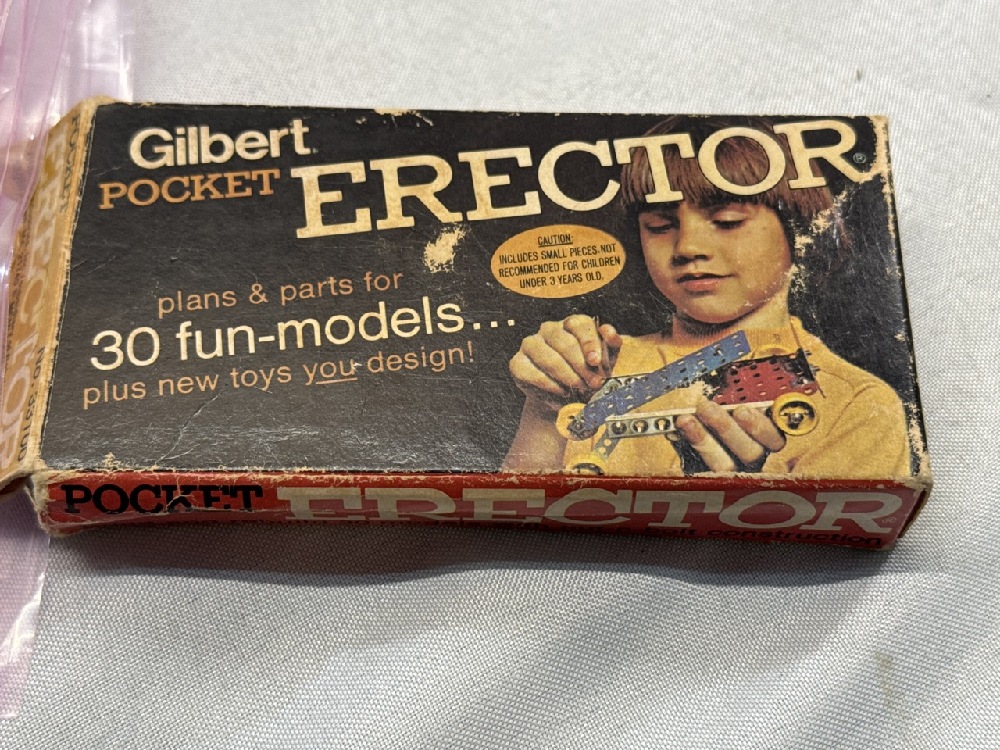 Gilbert
POCKET ERECTOR®
CAUTION:
INCLUDES SMALL PIECES. NOT
RECOMMENDED FOR CHILDREN
UNDER 3 YEARS OLD.
plans & parts for
30 fun-models...
plus new toys you design!
POCKET ERECTOR®
construction
ERECTOR